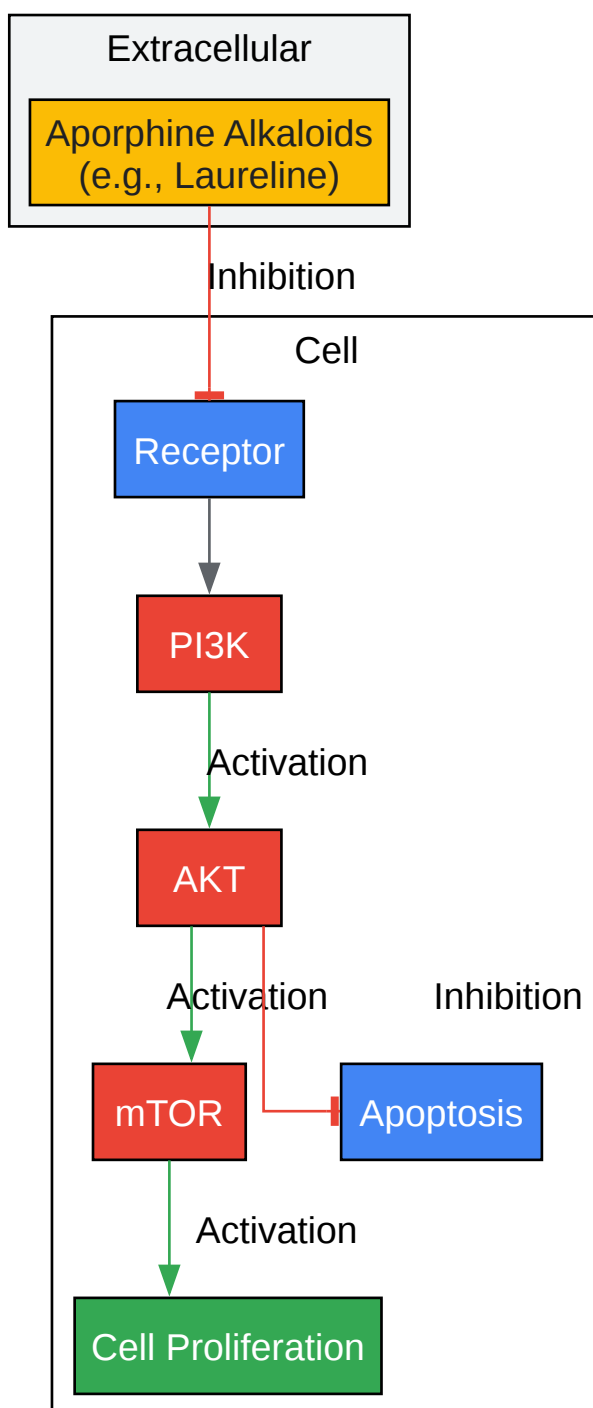 Extracellular
Aporphine Alkaloids
(e.g., Laureline)
Inhibition
Cell
Receptor
PI3K
Activation
AKT
Activation
Inhibition
mTOR
Apoptosis
Activation
Cell Proliferation